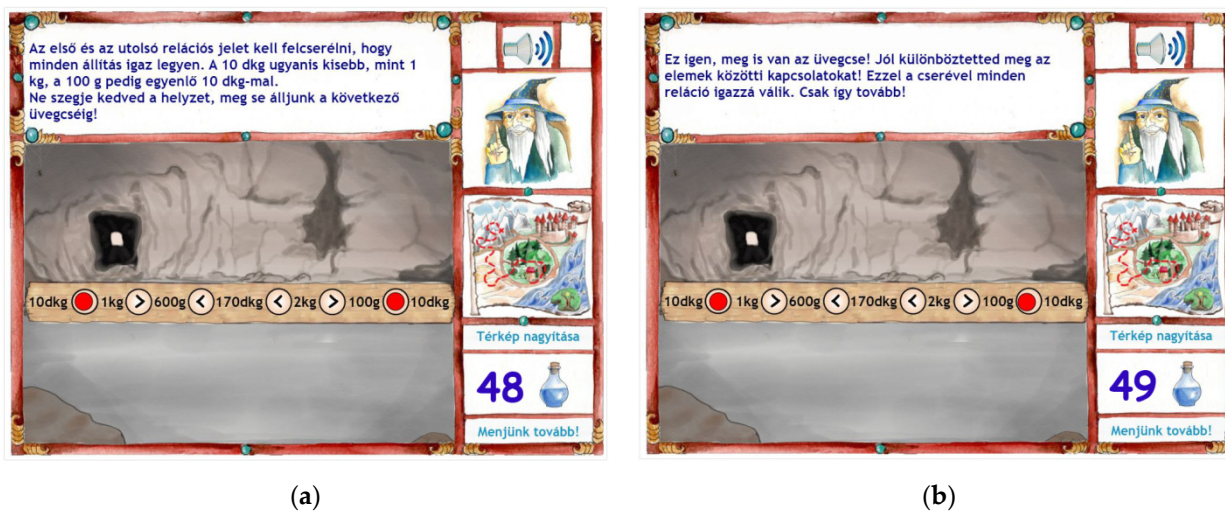 Az első és az utolsó relációs jelet kell felcserélni, hogy
minden állítás igaz legyen. A 10 dkg ugyanis kisebb, mint 1
kg, a 100 g pedig egyenlő 10 dkg-mal.
Ne szegje kedved a helyzet, meg se álljunk a következő
üvegcséig!
10dkg 1kg > 600g < 170dkg < 2kg > 100g 10dkg
Térkép nagyítása
48
Menjünk tovább!
(a)
Ez igen, meg is van az üvegcse! Jól különböztetted meg az
elemek közötti kapcsolatokat! Ezzel a cserével minden
reláció igazzá válik. Csak így tovább!
10dkg 1kg > 600g < 170dkg < 2kg > 100g 10dkg
Térkép nagyítása
49
Menjünk tovább!
(b)